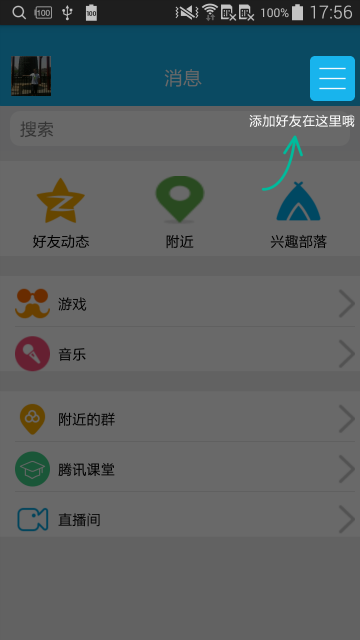 100 100 100% 17:56
消息
添加好友在这里哦
搜索
好友动态 附近 兴趣部落
游戏
音乐
附近的群
腾讯课堂
直播间